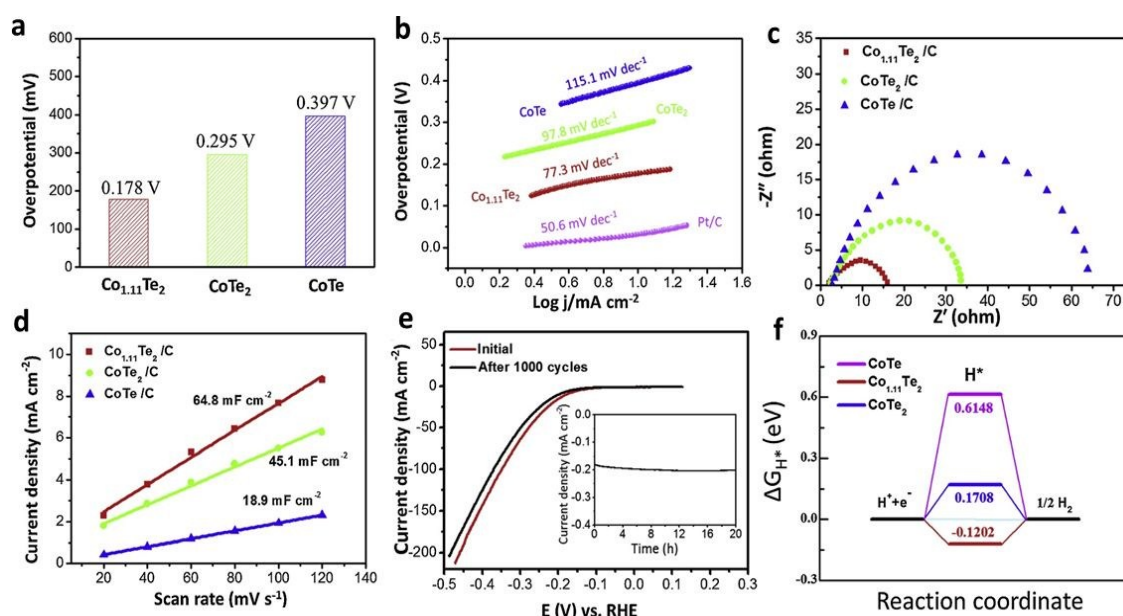 a
600
500
400
300
200
100
0
Overpotential (mV)
0.178 V
0.295 V
0.397 V
Co1.11Te2
CoTe2
CoTe
b
0.5
0.4
0.3
0.2
0.1
0.0
Overpotential (V)
115.1 mV dec-1
CoTe
97.8 mV dec-1
CoTe2
77.3 mV dec-1
Co1.11Te2
50.6 mV dec-1
Pt/C
0.0 0.2 0.4 0.6 0.8 1.0 1.2 1.4 1.6
Log j/mA cm-2
c
35
30
25
20
15
10
5
0
-Z″ (ohm)
Co1.11Te2 /C
CoTe2 /C
CoTe /C
0 10 20 30 40 50 60 70
Z′ (ohm)
d
10
8
6
4
2
0
Current density (mA cm-2)
Co1.11Te2 /C
CoTe2 /C
CoTe /C
64.8 mF cm-2
45.1 mF cm-2
18.9 mF cm-2
20 40 60 80 100 120 140
Scan rate (mV s-1)
e
50
0
-50
-100
-150
-200
Current density (mA cm-2)
Initial
After 1000 cycles
Current density (mA cm-2)
0.0
-0.2
-0.4
0 4 8 12 16 20
Time (h)
-0.5 -0.4 -0.3 -0.2 -0.1 0.0 0.1 0.2
E (V) vs. RHE
f
0.9
0.6
0.3
0.0
-0.3
ΔGH* (eV)
CoTe
Co1.11Te2
CoTe2
H*
0.6148
0.1708
-0.1202
H++e-
1/2 H2
Reaction coordinate